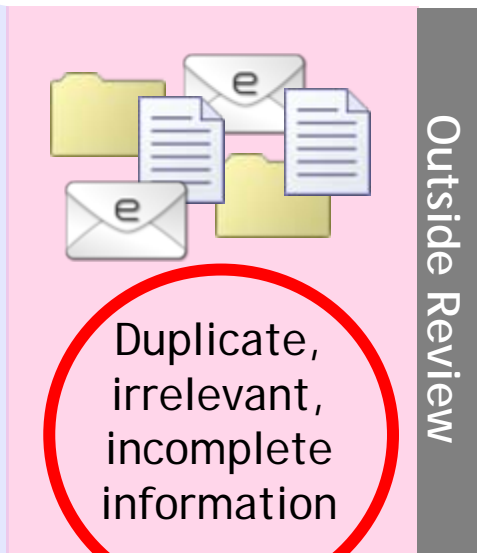 e
e
Duplicate,
irrelevant,
incomplete
information
Outside Review